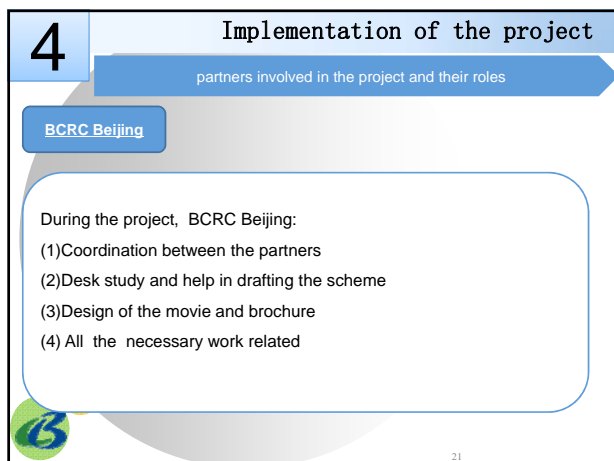 4
Implementation of the project
partners involved in the project and their roles
BCRC Beijing
During the project, BCRC Beijing:
(1)Coordination between the partners
(2)Desk study and help in drafting the scheme
(3)Design of the movie and brochure
(4) All the necessary work related
21